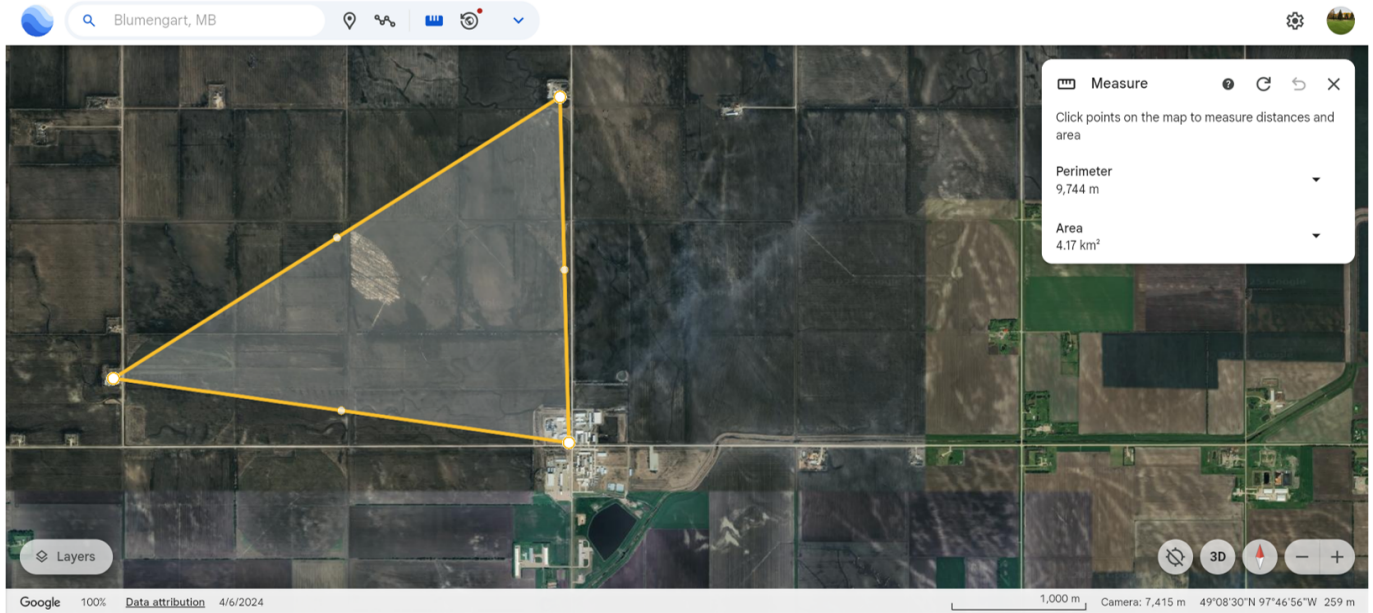 Blumengart, MB
Measure
Click points on the map to measure distances and
area
Perimeter
9,744 m
Area
4.17 km²
Layers
3D
Google 100% Data attribution 4/6/2024 1,000 m Camera: 7,415 m 49°08'30"N 97°46'56"W 259 m